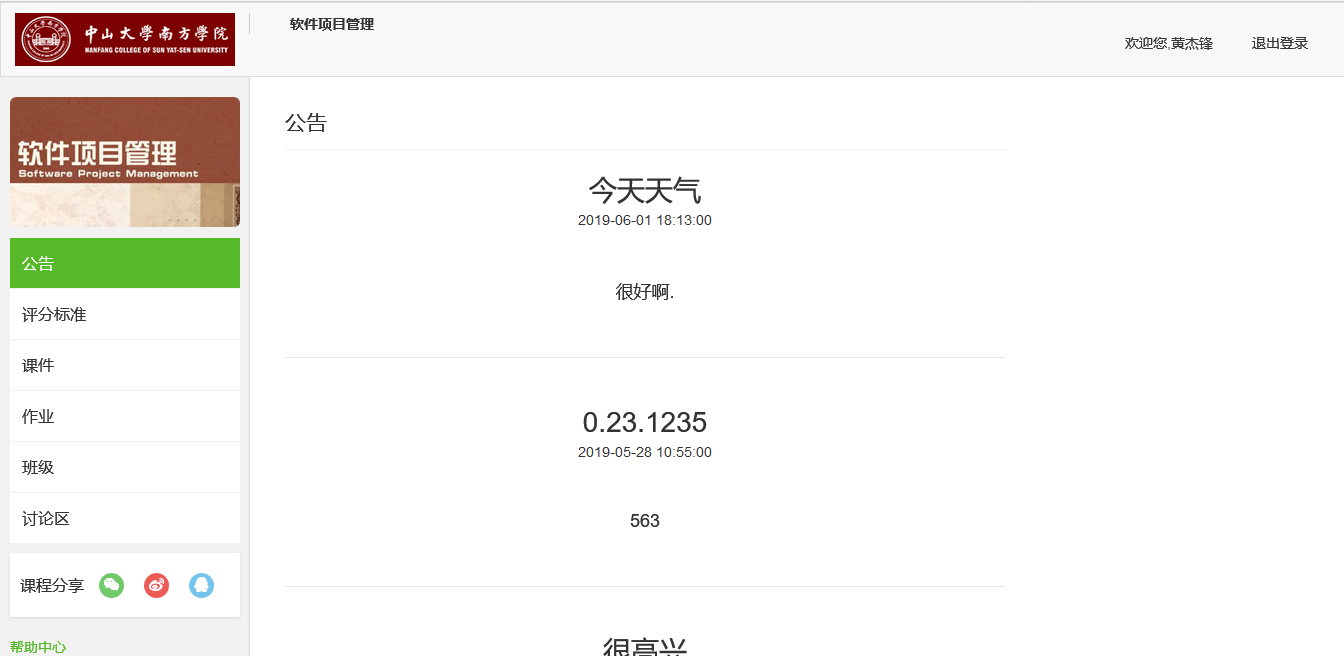 中山大學南方學院
NANFANG COLLEGE OF SUN YAT-SEN UNIVERSITY
软件项目管理
欢迎您,黄杰锋
退出登录
软件项目管理
Software Project Management
公告
评分标准
课件
作业
班级
讨论区
课程分享
帮助中心
公告
今天天气
2019-06-01 18:13:00
很好啊.
0.23.1235
2019-05-28 10:55:00
563
很高兴